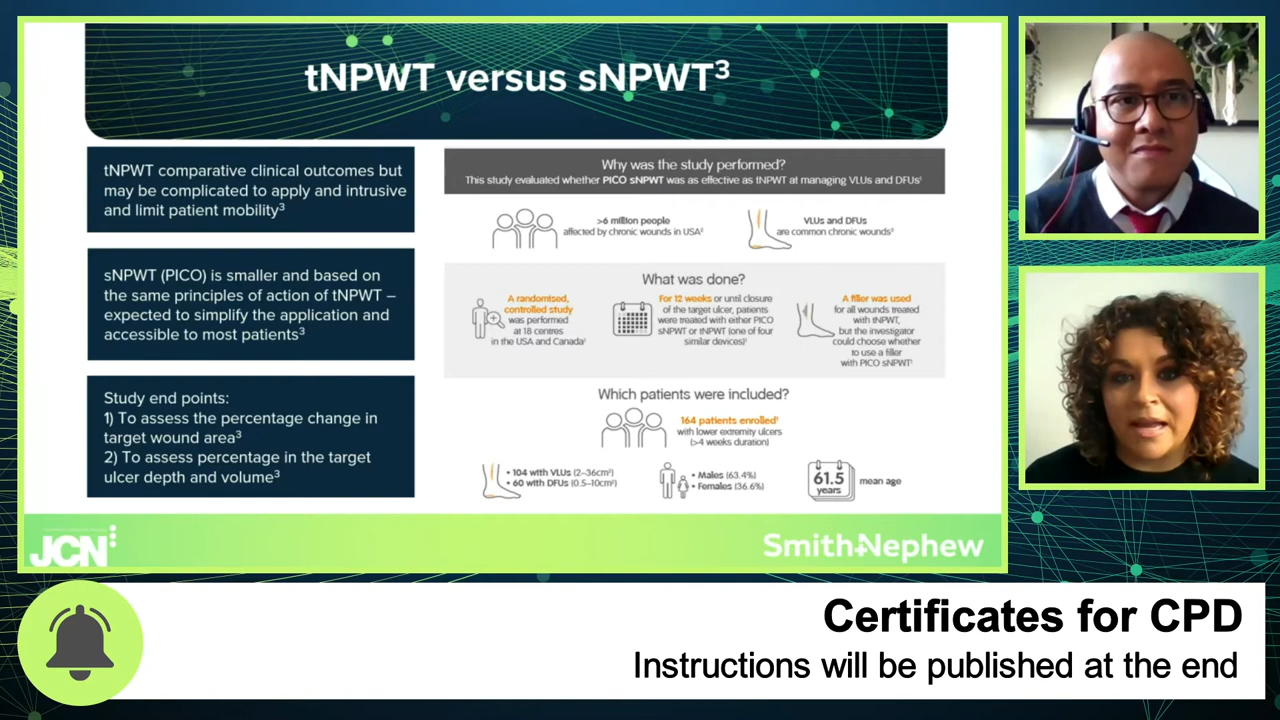 tNPWT versus sNPWT³
tNPWT comparative clinical outcomes but
may be complicated to apply and intrusive
and limit patient mobility³
sNPWT (PICO) is smaller and based on
the same principles of action of tNPWT –
expected to simplify the application and
accessible to most patients³
Study end points:
1) To assess the percentage change in
target wound area³
2) To assess percentage in the target
ulcer depth and volume³
Why was the study performed?
This study evaluated whether PICO sNPWT was as effective as tNPWT at managing VLUs and DFUs¹
>6 million people
affected by chronic wounds in USA²
VLUs and DFUs
are common chronic wounds³
What was done?
A randomised,
controlled study
was performed
at 18 centres
in the USA and Canada¹
For 12 weeks or until closure
of the target ulcer, patients
were treated with either PICO
sNPWT or tNPWT (one of four
similar devices)¹
A filler was used
for all wounds treated
with tNPWT,
but the investigator
could choose whether
to use a filler
with PICO sNPWT¹
Which patients were included?
164 patients enrolled¹
with lower extremity ulcers
(>4 weeks duration)
• 104 with VLUs (2–36cm²)
• 60 with DFUs (0.5–10cm²)
• Males (63.4%)
• Females (36.6%)
61.5
years
mean age
JCN
Smith+Nephew
Certificates for CPD
Instructions will be published at the end